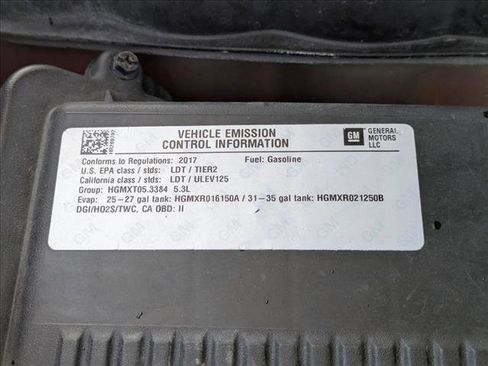 VEHICLE EMISSION
CONTROL INFORMATION
GM
GENERAL
MOTORS
LLC
Conforms to Regulations: 2017 Fuel: Gasoline
U.S. EPA class / stds: LDT / TIER2
California class / stds: LDT / ULEV125
Group: HGMXT05.3384 5.3L
Evap: 25-27 gal tank: HGMXR016150A / 31-35 gal tank: HGMXR021250B
DGI/HO2S/TWC, CA OBD: II